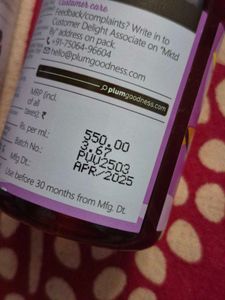 Customer care
Feedback/complaints? Write in to
Customer Delight Associate on "Mktd
By" address on pack.
+91-75064-96604
hello@plumgoodness.com
plumgoodness.com
MRP (incl.
of all
taxes): ₹
550.00
Rs. per ml.:
3.67
Batch No.:
PUU2503
Mfg Dt.:
APR/2025
Use before 30 months from Mfg. Dt.